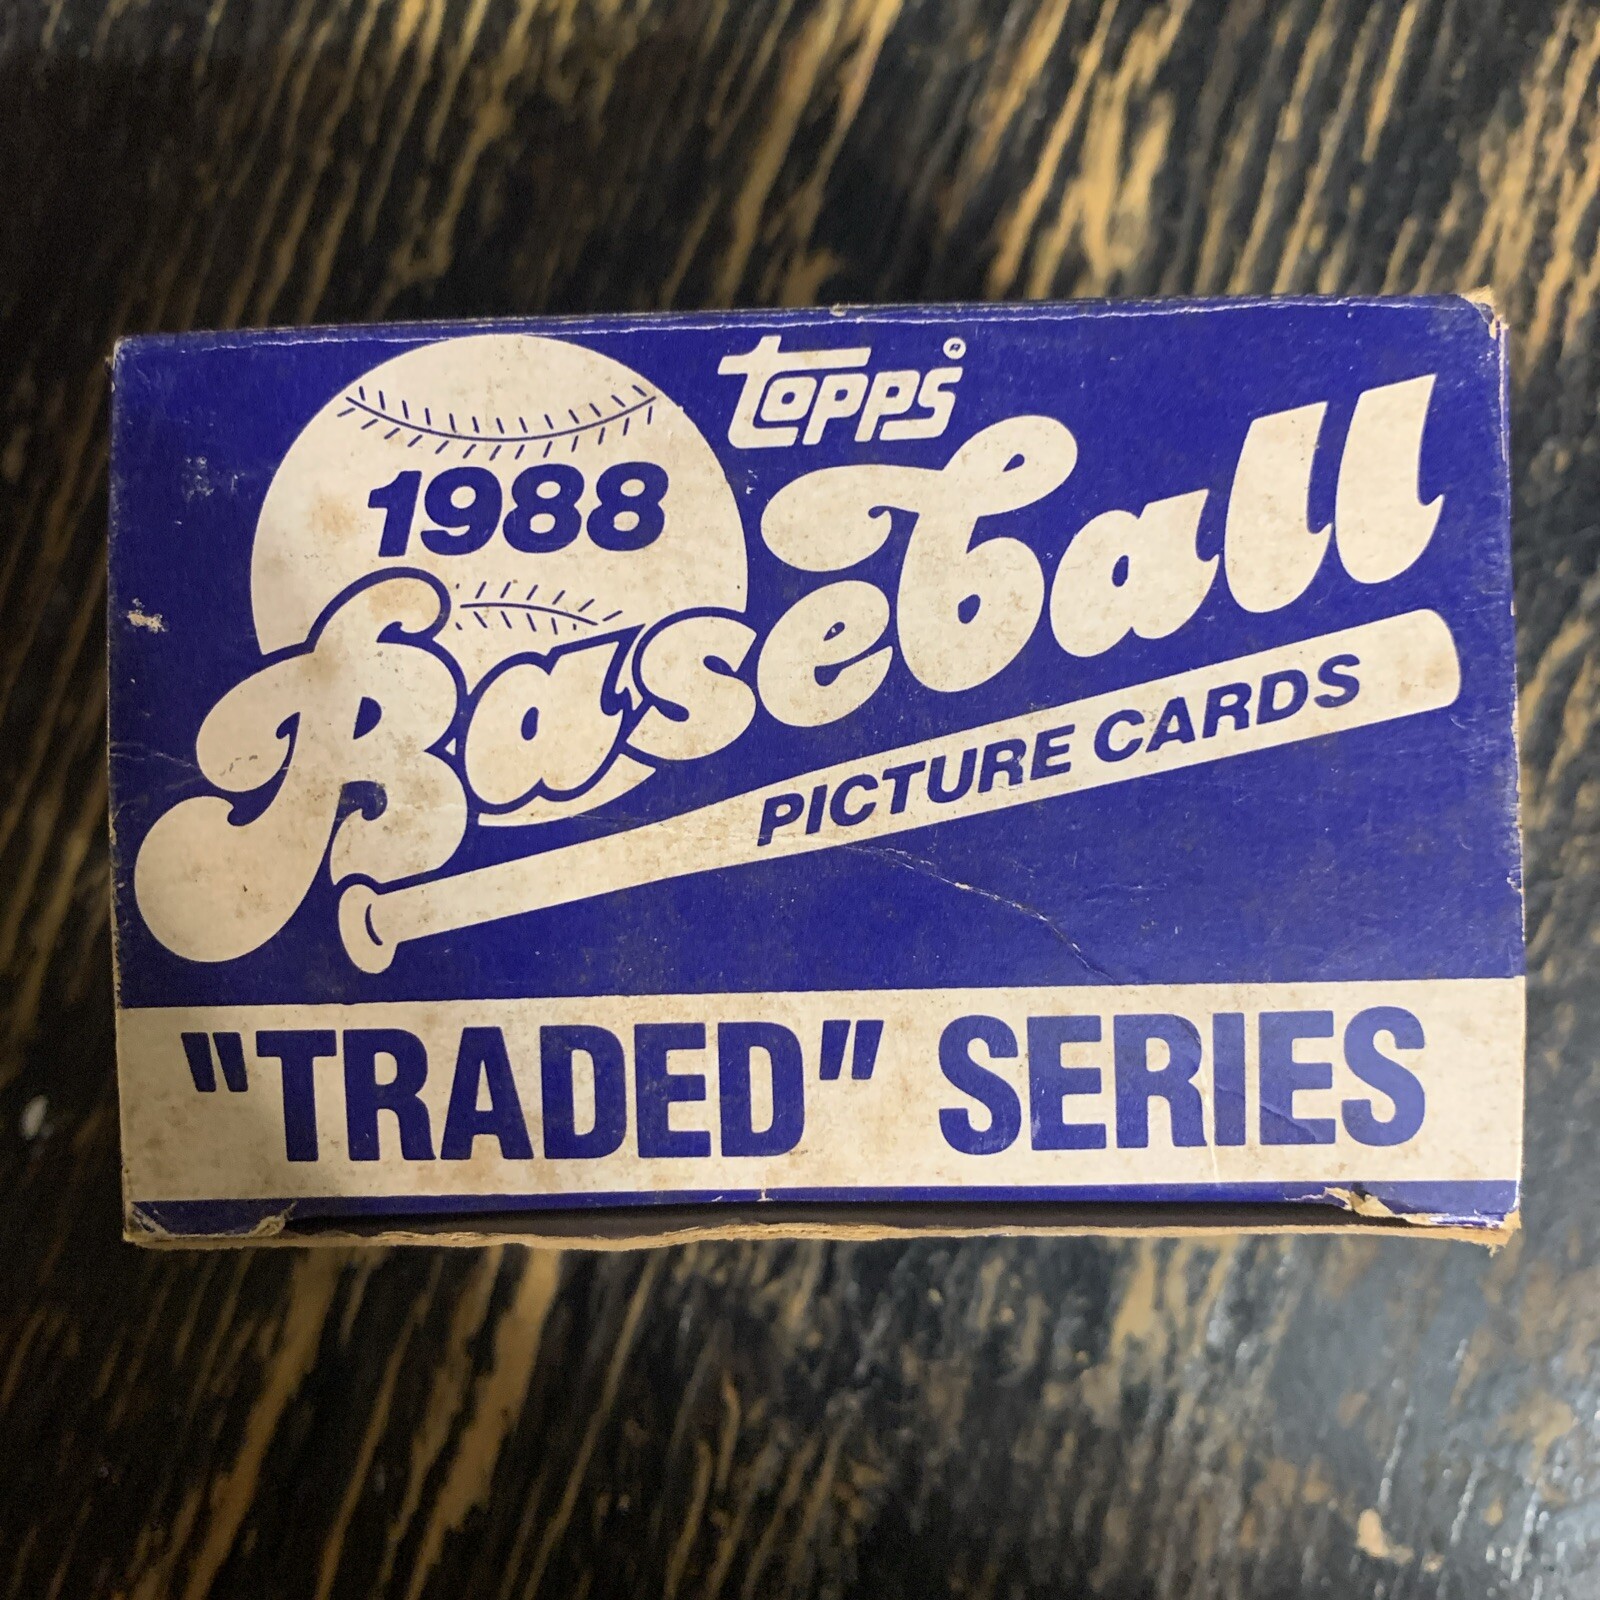 topps®
1988
Baseball
PICTURE CARDS
"TRADED" SERIES